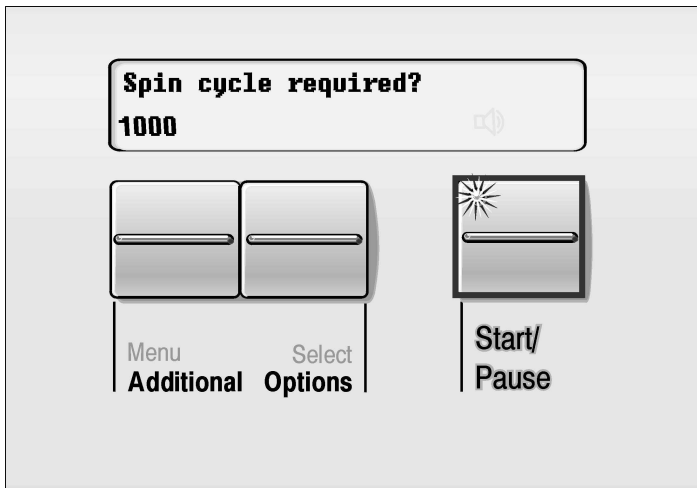 Spin cycle required?
1000
Menu Select
Additional Options
Start/
Pause